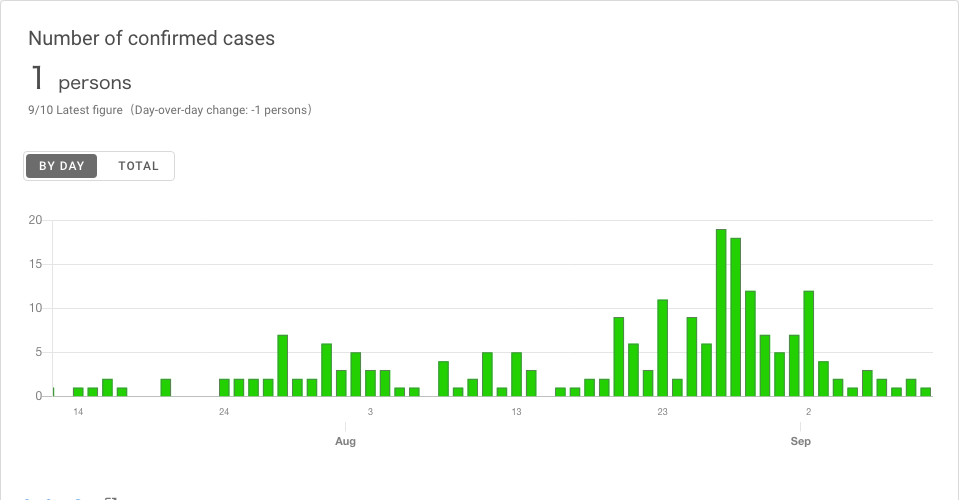 Number of confirmed cases
1 persons
9/10 Latest figure（Day-over-day change: -1 persons）
BY DAY TOTAL
20
15
10
5
0
14 24 3 13 23 2
Aug Sep